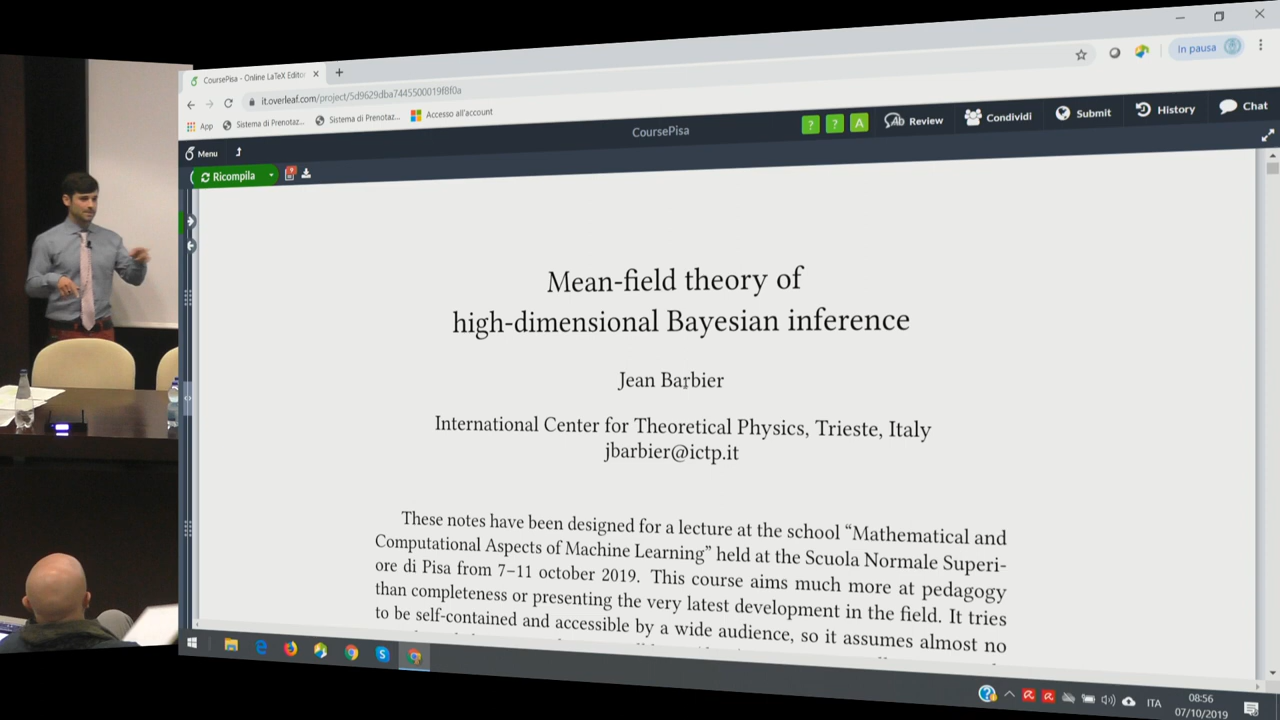 CoursePisa - Online LaTeX Editor
it.overleaf.com/project/5d9629dba7445500019f8f0a
In pausa
App
Sistema di Prenotaz...
Sistema di Prenotaz...
Accesso all'account
Menu
CoursePisa
Review
Condividi
Submit
History
Chat
Ricompila
Mean-field theory of
high-dimensional Bayesian inference
Jean Barbier
International Center for Theoretical Physics, Trieste, Italy
jbarbier@ictp.it
These notes have been designed for a lecture at the school “Mathematical and
Computational Aspects of Machine Learning” held at the Scuola Normale Superi-
ore di Pisa from 7–11 october 2019. This course aims much more at pedagogy
than completeness or presenting the very latest development in the field. It tries
to be self-contained and accessible by a wide audience, so it assumes almost no
ITA
08:56
07/10/2019